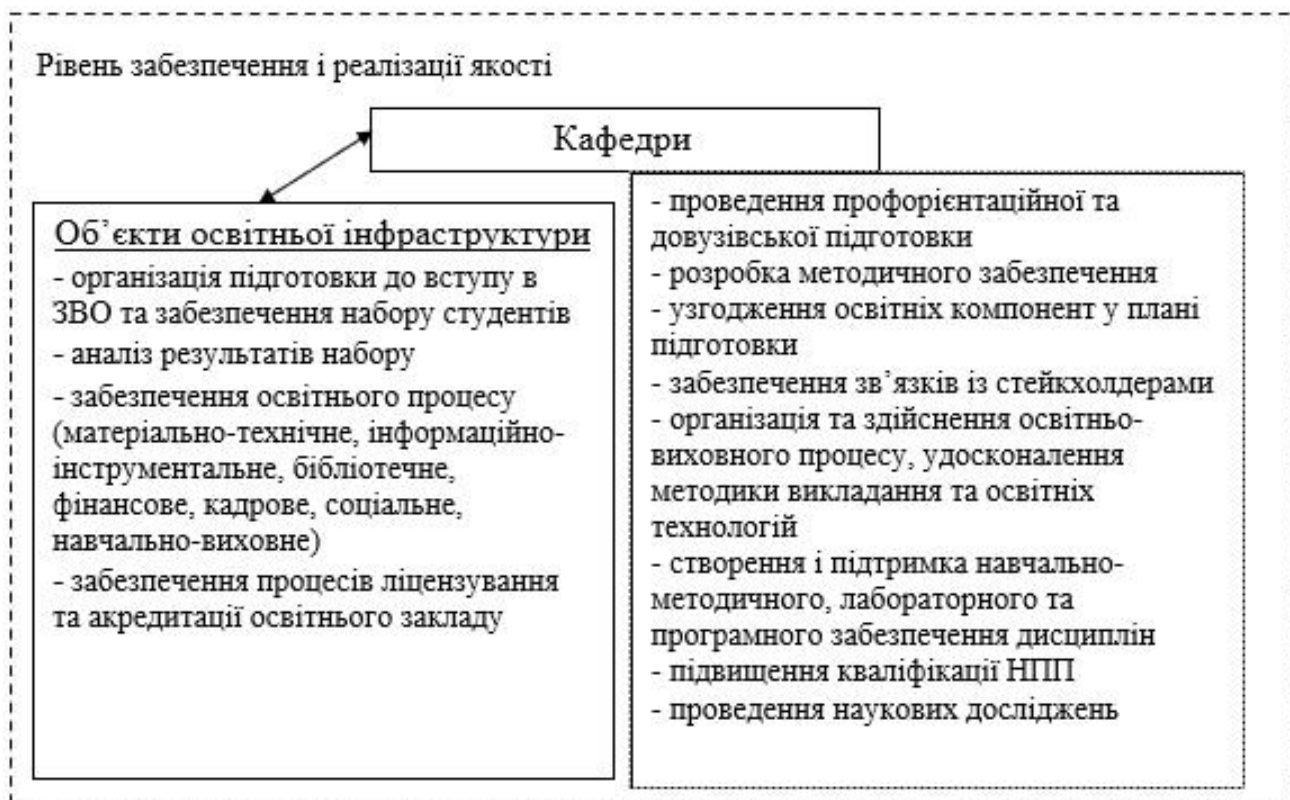 Рівень забезпечення і реалізації якості
Кафедри
Об’єкти освітньої інфраструктури
- організація підготовки до вступу в
ЗВО та забезпечення набору студентів
- аналіз результатів набору
- забезпечення освітнього процесу
(матеріально-технічне, інформаційно-
інструментальне, бібліотечне,
фінансове, кадрове, соціальне,
навчально-виховне)
- забезпечення процесів ліцензування
та акредитації освітнього закладу
- проведення профорієнтаційної та
довузівської підготовки
- розробка методичного забезпечення
- узгодження освітніх компонент у плані
підготовки
- забезпечення зв’язків із стейкхолдерами
- організація та здійснення освітньо-
виховного процесу, удосконалення
методики викладання та освітніх
технологій
- створення і підтримка навчально-
методичного, лабораторного та
програмного забезпечення дисциплін
- підвищення кваліфікації НПП
- проведення наукових досліджень